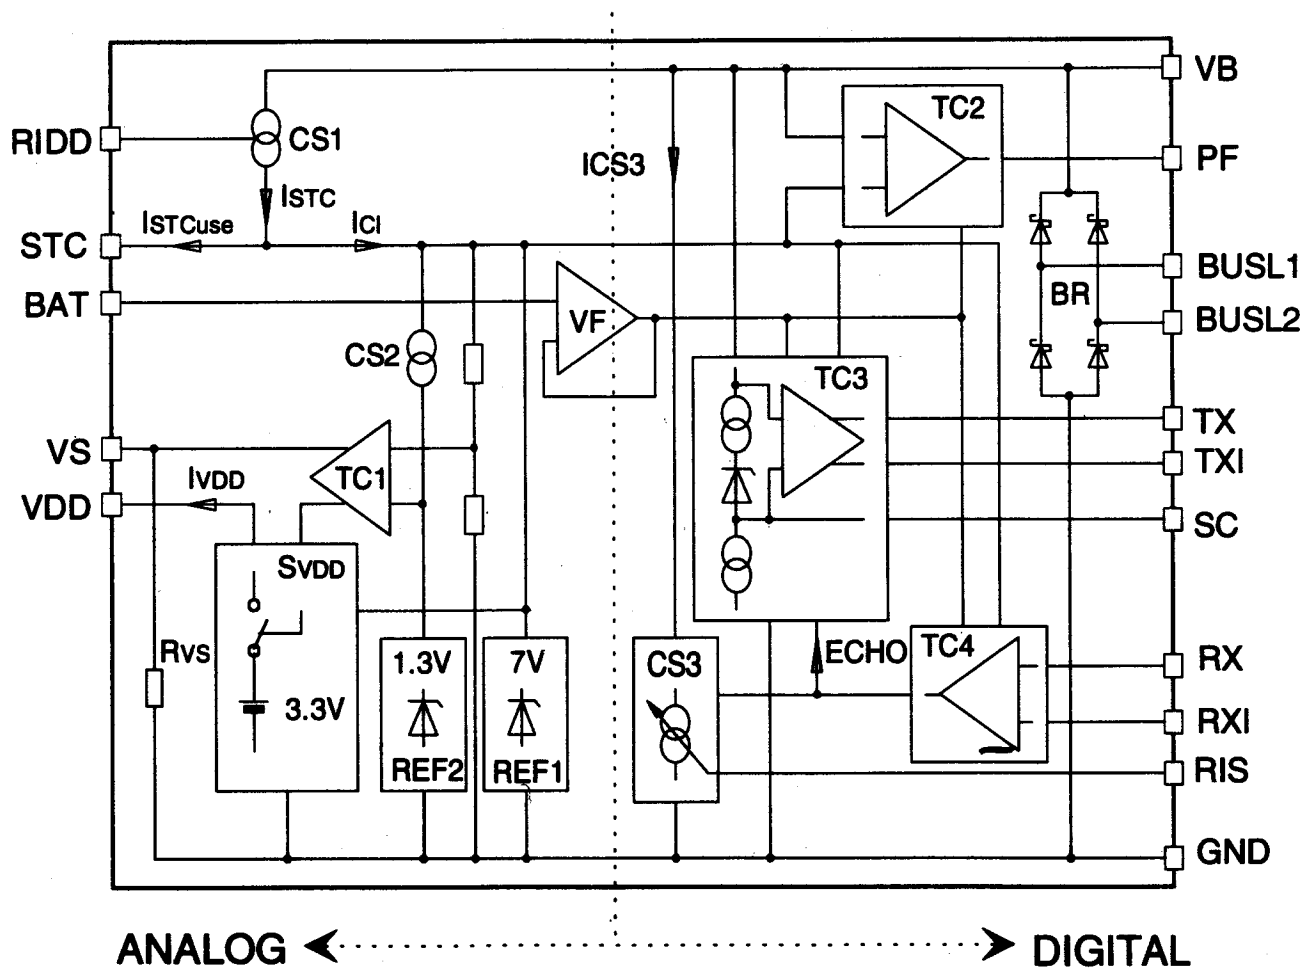 VB
TC2
RIDD
CS1
ICS3
PF
ISTC
ISTCuse
ICI
STC
BUSL1
BAT
BR
VF
BUSL2
CS2
TC3
TX
VS
TC1
TXI
IVDD
VDD
SC
SVDD
RVS
1.3V
7V
CS3
ECHO
TC4
RX
3.3V
RXI
REF2
REF1
RIS
GND
ANALOG
DIGITAL